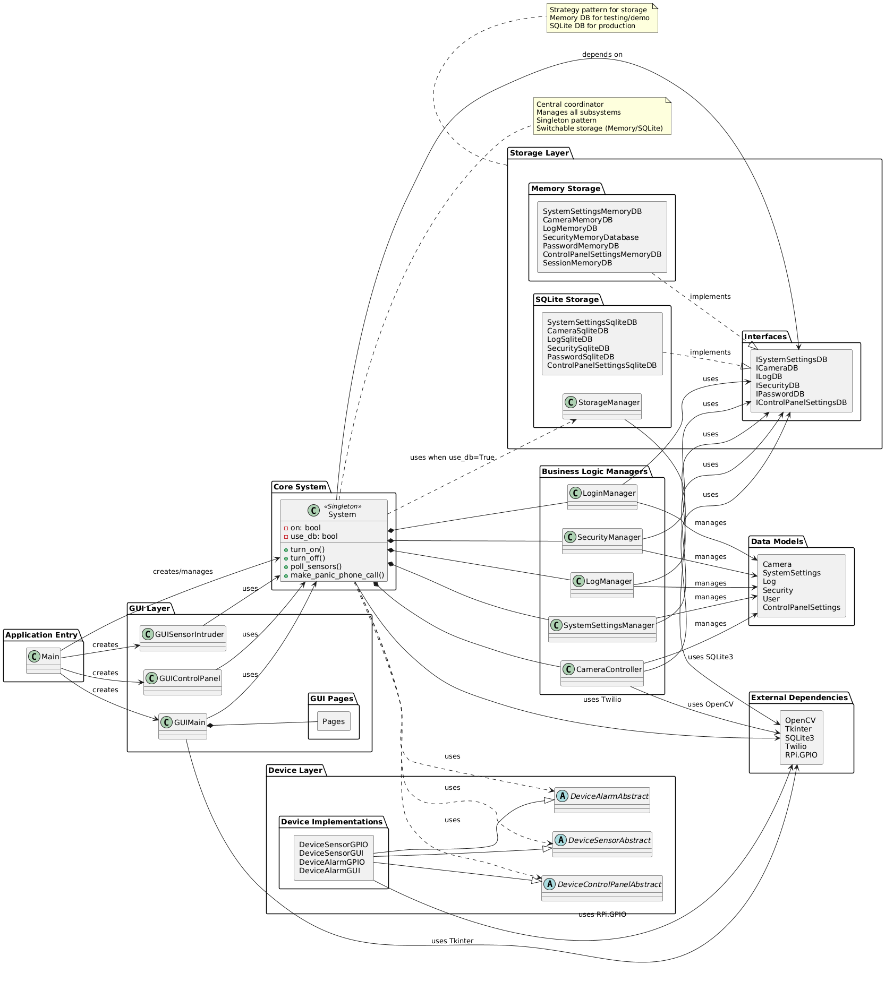 Strategy pattern for storage
Memory DB for testing/demo
SQLite DB for production
depends on
Central coordinator
Manages all subsystems
Singleton pattern
Switchable storage (Memory/SQLite)
Storage Layer
Memory Storage
SystemSettingsMemoryDB
CameraMemoryDB
LogMemoryDB
SecurityMemoryDatabase
PasswordMemoryDB
ControlPanelSettingsMemoryDB
SessionMemoryDB
implements
SQLite Storage
SystemSettingsSqliteDB
CameraSqliteDB
LogSqliteDB
SecuritySqliteDB
PasswordSqliteDB
ControlPanelSettingsSqliteDB
implements
Interfaces
ISystemSettingsDB
ICameraDB
ILogDB
ISecurityDB
IPasswordDB
IControlPanelSettingsDB
C StorageManager
uses
uses
uses
uses
uses
uses when use_db=True
Core System
C «Singleton»
System
on: bool
use_db: bool
turn_on()
turn_off()
poll_sensors()
make_panic_phone_call()
Business Logic Managers
C LoginManager
C SecurityManager
C LogManager
C SystemSettingsManager
C CameraController
manages
manages
manages
manages
manages
Data Models
Camera
SystemSettings
Log
Security
User
ControlPanelSettings
creates/manages
uses
uses
uses
GUI Layer
C GUISensorIntruder
C GUIControlPanel
C GUIMain
GUI Pages
Pages
Application Entry
C Main
creates
creates
creates
uses SQLite3
uses Twilio
uses OpenCV
External Dependencies
OpenCV
Tkinter
SQLite3
Twilio
RPi.GPIO
uses
uses
uses
Device Layer
A DeviceAlarmAbstract
A DeviceSensorAbstract
A DeviceControlPanelAbstract
Device Implementations
DeviceSensorGPIO
DeviceSensorGUI
DeviceAlarmGPIO
DeviceAlarmGUI
uses RPi.GPIO
uses Tkinter